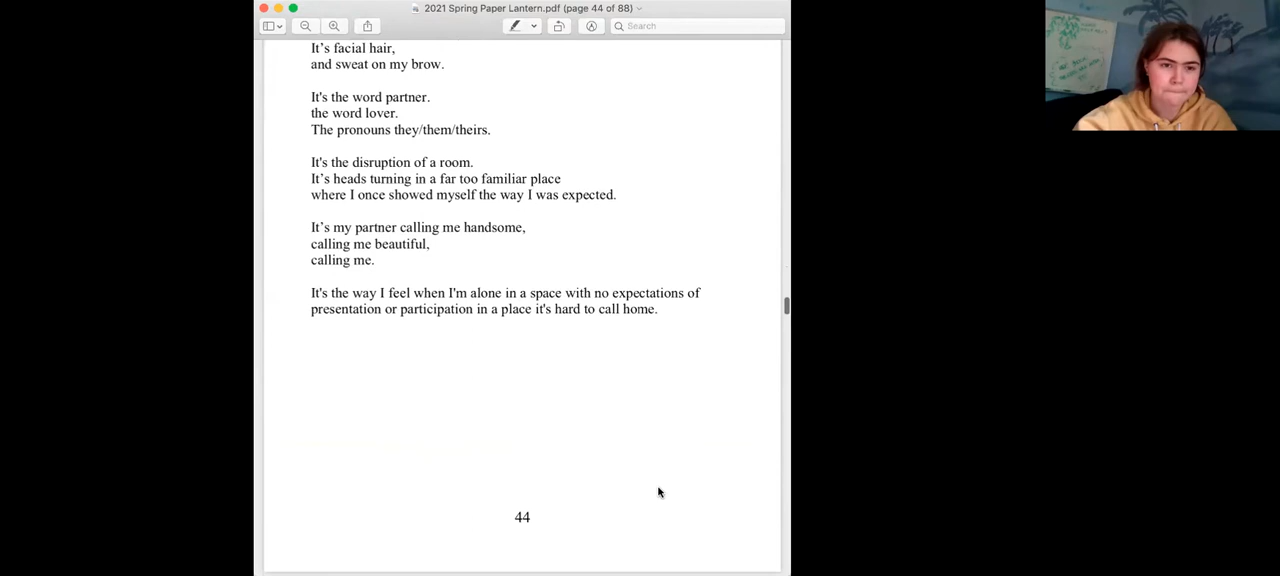 2021 Spring Paper Lantern.pdf (page 44 of 88)
Search
It’s facial hair,
and sweat on my brow.
It's the word partner.
the word lover.
The pronouns they/them/theirs.
It's the disruption of a room.
It’s heads turning in a far too familiar place
where I once showed myself the way I was expected.
It’s my partner calling me handsome,
calling me beautiful,
calling me.
It's the way I feel when I'm alone in a space with no expectations of
presentation or participation in a place it's hard to call home.
44